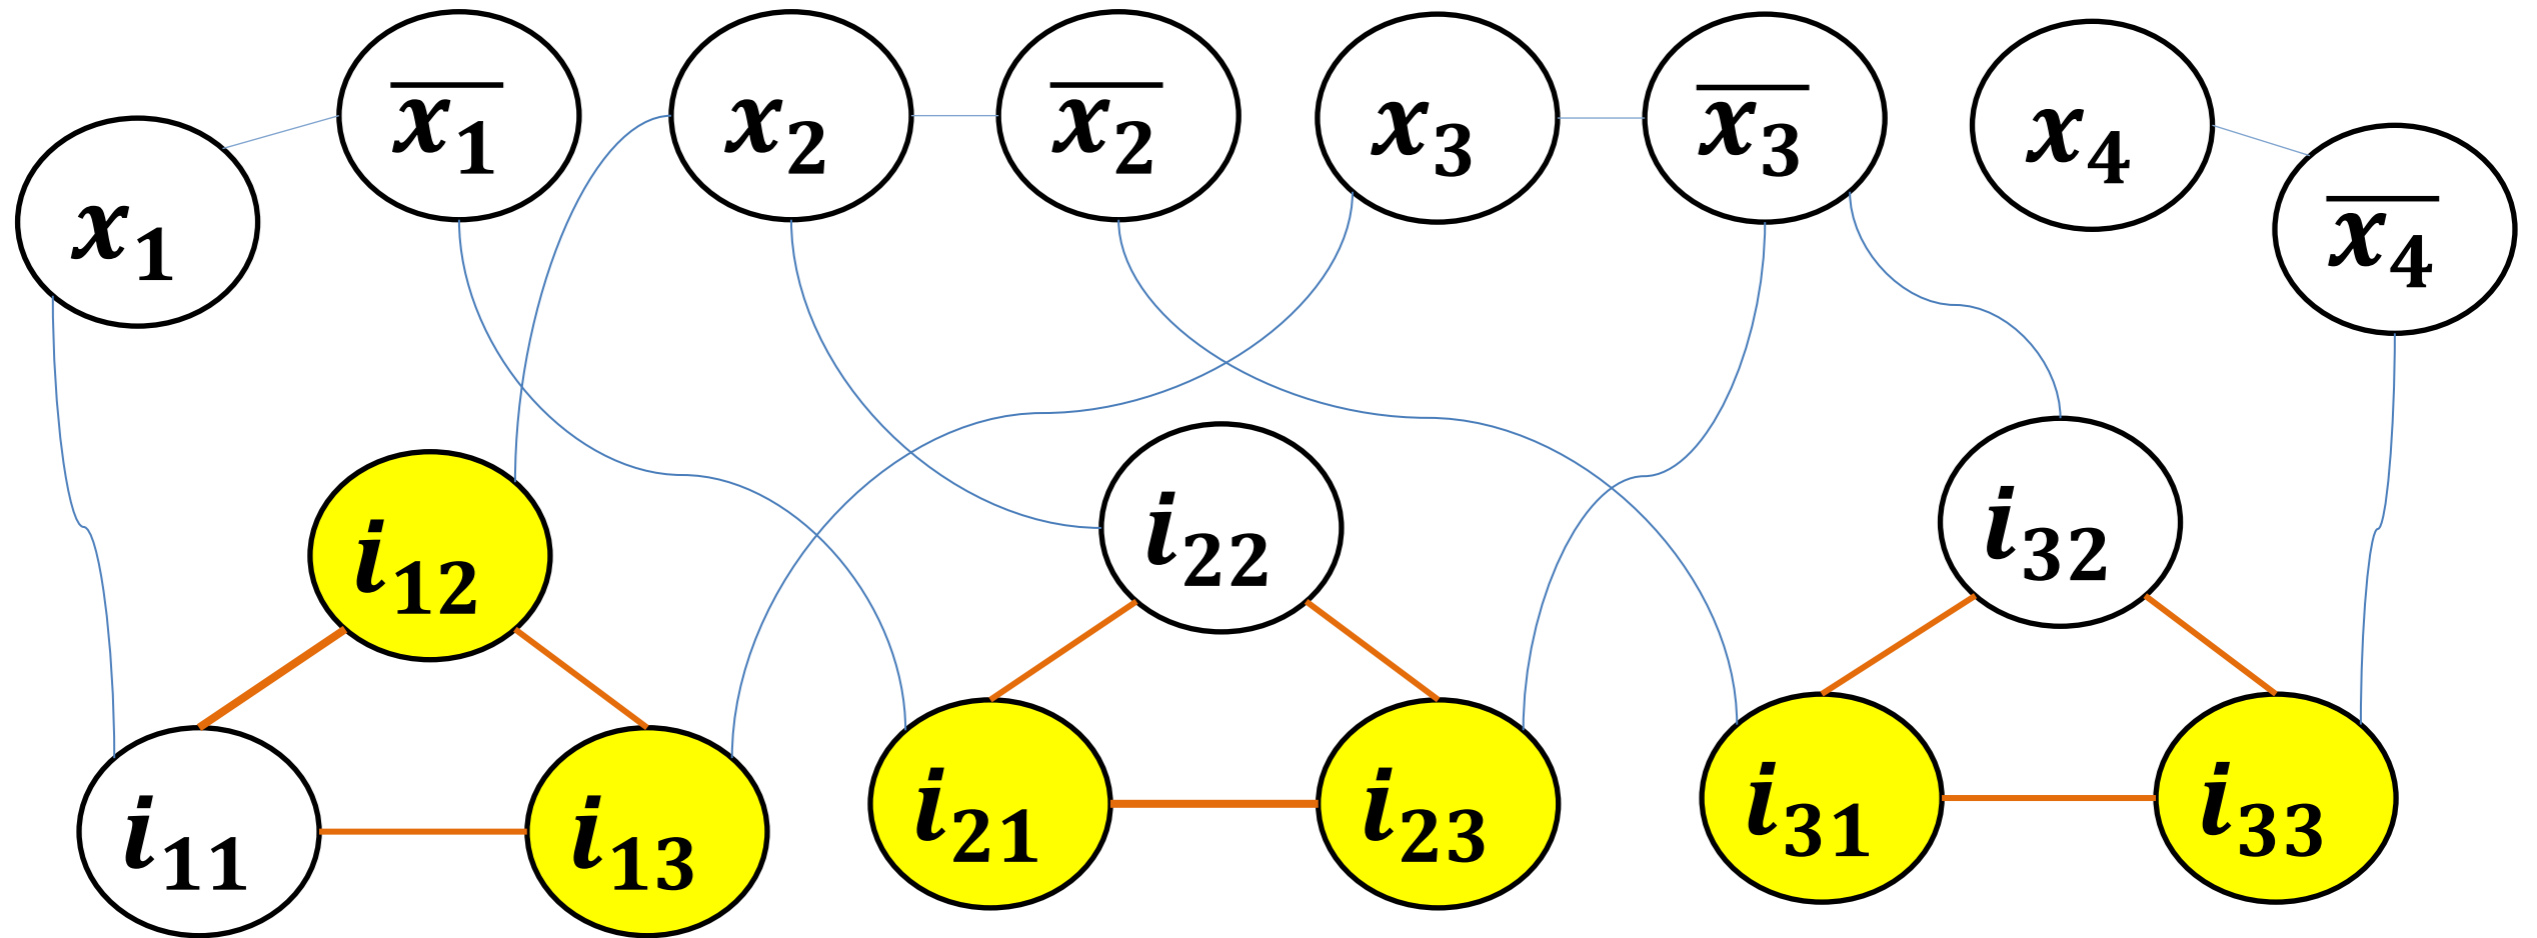 x₁ x̅₁ x₂ x̅₂ x₃ x̅₃ x₄ x̅₄
i₁₂ i₂₂ i₃₂
i₁₁ i₁₃ i₂₁ i₂₃ i₃₁ i₃₃